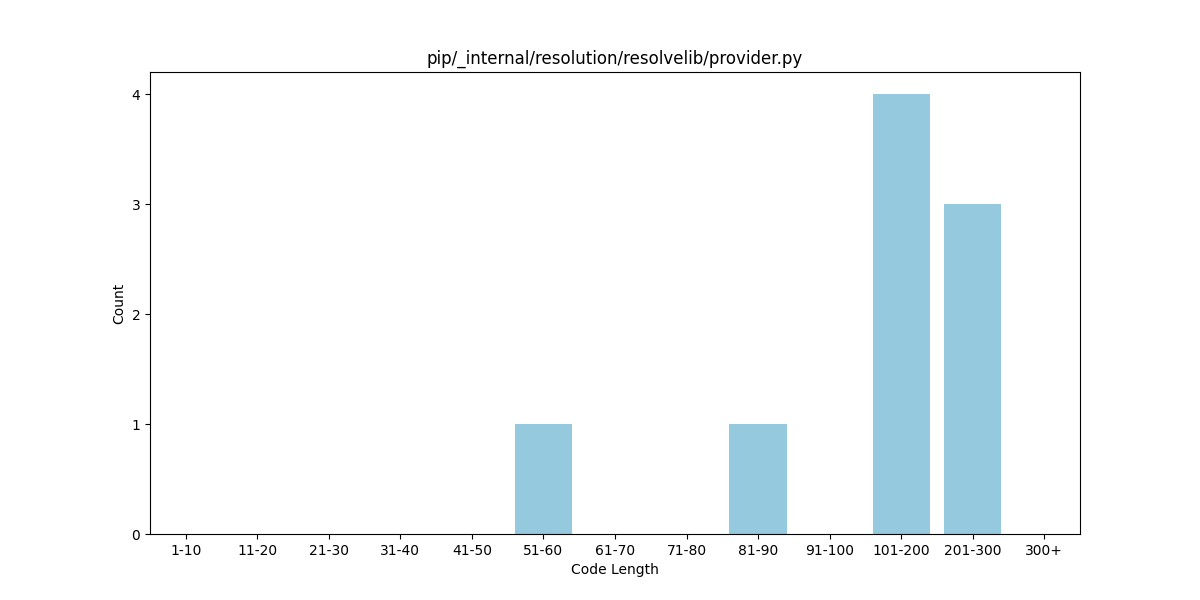 pip/_internal/resolution/resolvelib/provider.py
4
3
2
1
0
Count
1-10 11-20 21-30 31-40 41-50 51-60 61-70 71-80 81-90 91-100 101-200 201-300 300+
Code Length